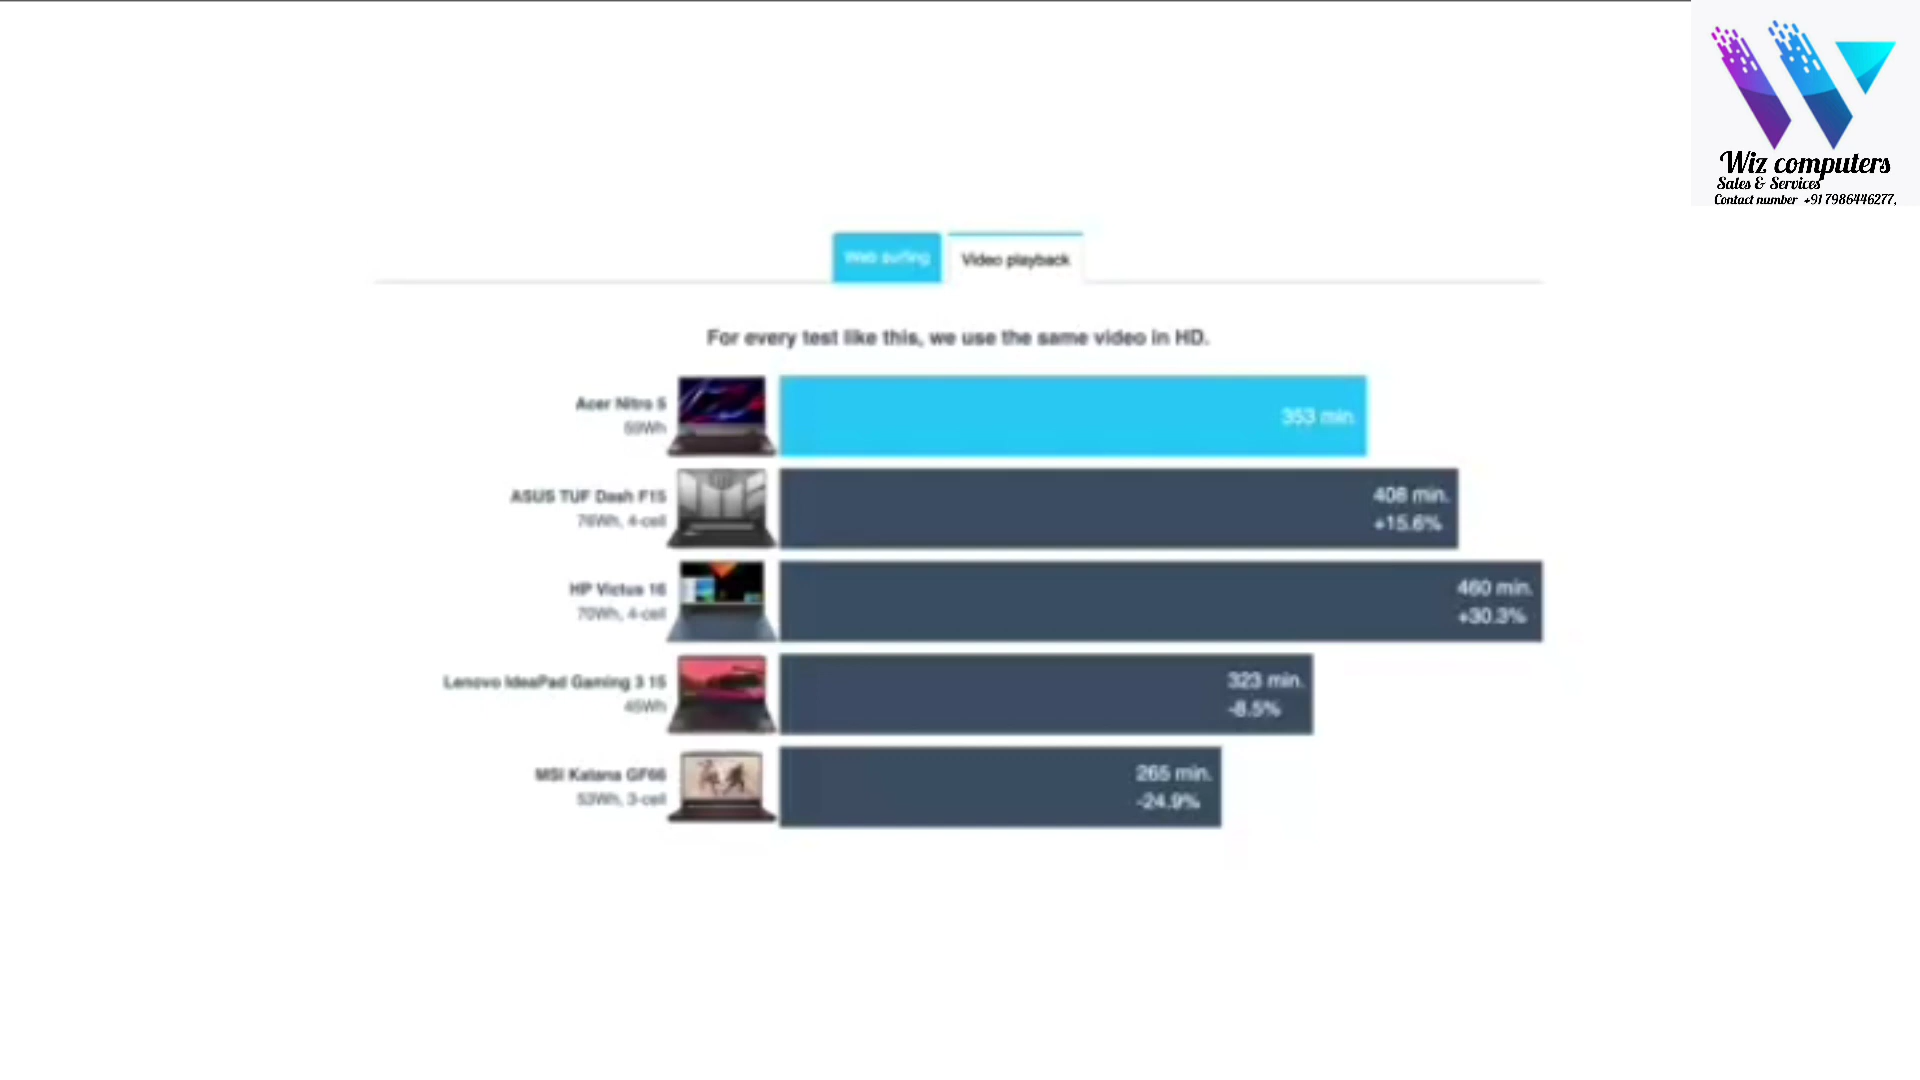 Wiz computers
Sales & Services
Contact number +91 7986446277,
Web surfing
Video playback
For every test like this, we use the same video in HD.
Acer Nitro 5
59Wh
353 min.
ASUS TUF Dash F15
76Wh, 4-cell
408 min.
+15.6%
HP Victus 16
70Wh, 4-cell
460 min.
+30.3%
Lenovo IdeaPad Gaming 3 15
45Wh
323 min.
-8.5%
MSI Katana GF66
53Wh, 3-cell
265 min.
-24.9%